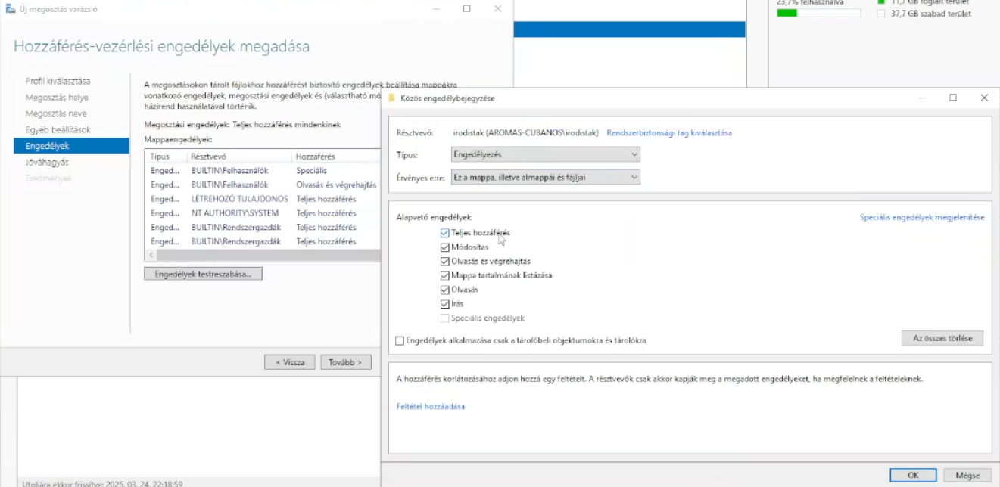 Új megosztás varázsló
Hozzáférés-vezérlési engedélyek megadása
Profil kiválasztása
Megosztás helye
Megosztás neve
Egyéb beállítások
Engedélyek
Jóváhagyás
Eredmények
A megosztásokon tárolt fájlokhoz hozzáférést biztosító engedélyek beállítása mappákra
vonatkozó engedélyek, megosztási engedélyek és (választható
házirend használatával történik.
Megosztási engedélyek: Teljes hozzáférés mindenkinek
Mappaengedélyek:
Típus Résztvevő Hozzáférés
Enged... BUILTIN\Felhasználók Speciális
Enged... BUILTIN\Felhasználók Olvasás és végrehajtás
Enged... LÉTREHOZÓ TULAJDONOS Teljes hozzáférés
Enged... NT AUTHORITY\SYSTEM Teljes hozzáférés
Enged... BUILTIN\Rendszergazdák Teljes hozzáférés
Enged... BUILTIN\Rendszergazdák Teljes hozzáférés
Engedélyek testreszabása...
< Vissza
Tovább >
Utoljára ekkor frissítve: 2025. 03. 24. 22:18:59
23,7% felhasználva
11,7 GB foglalt terület
37,7 GB szabad terület
Közös engedélybejegyzése
Résztvevő: irodistak (AROMAS-CUBANOS\irodistak) Rendszerbiztonsági tag kiválasztása
Típus: Engedélyezés
Érvényes erre: Ez a mappa, illetve almappái és fájljai
Alapvető engedélyek:
Speciális engedélyek megjelenítése
Teljes hozzáférés
Módosítás
Olvasás és végrehajtás
Mappa tartalmának listázása
Olvasás
Írás
Speciális engedélyek
Engedélyek alkalmazása csak a tárolóbeli objektumokra és tárolókra
Az összes törlése
A hozzáférés korlátozásához adjon hozzá egy feltételt. A résztvevők csak akkor kapják meg a megadott engedélyeket, ha megfelelnek a feltételeknek.
Feltétel hozzáadása
OK
Mégse